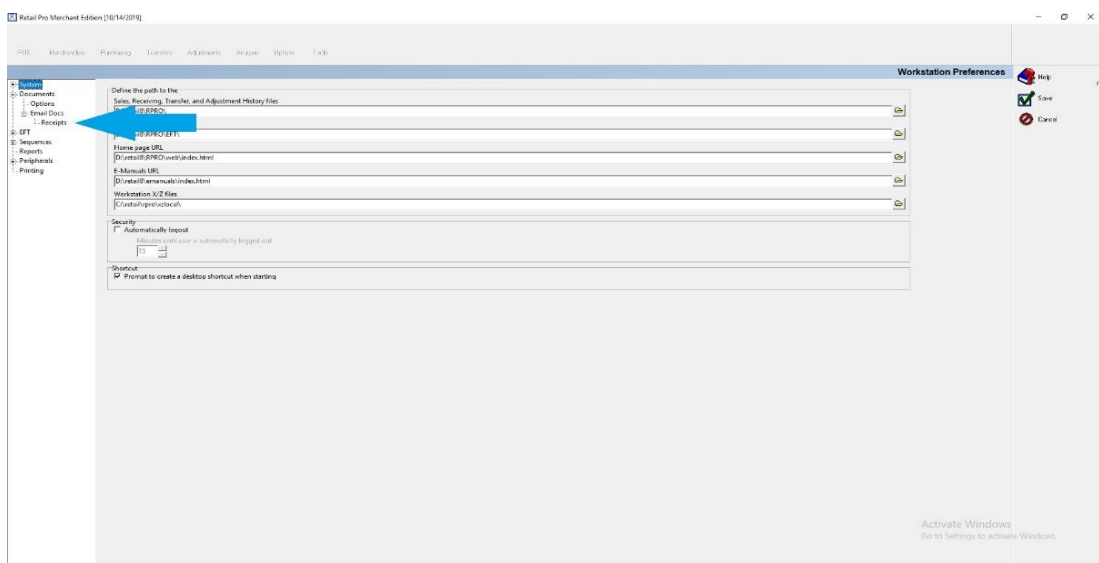 Retail Pro Merchant Edition [10/14/2019]
POS Merchandise Purchasing Transfers Adjustments Analysis Options Tools
Workstation Preferences
System
Documents
Options
Email Docs
Receipts
EFT
Sequences
Reports
Peripherals
Printing
Define the path to the
Sales, Receiving, Transfer, and Adjustment History files
Home page URL
D:\retail8\RPRO\web\index.html
E-Manuals URL
D:\retail8\emanuals\index.html
Workstation X/Z files
C:\retail\rpro\xzlocal\
Security
Automatically logout
Minutes until user is automaticlly logged out
15
Shortcut
Prompt to create a desktop shortcut when starting
Help
Save
Cancel
Activate Windows
Go to Settings to activate Windows.